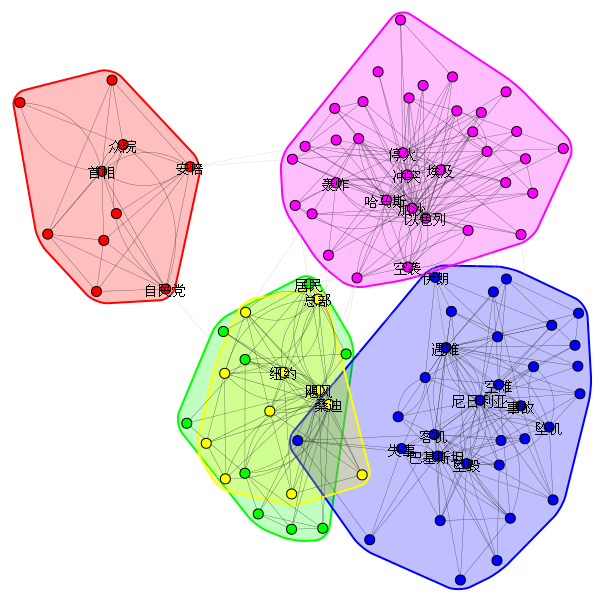 众院
首相
安倍
自民党
停火
冲突
埃及
轰炸
哈马斯
加沙
以色列
空袭
伊朗
居民
总部
纽约
飓风
桑迪
遇难
空难
尼日利亚
事故
坠机
客机
失事
巴基斯坦
坠毁